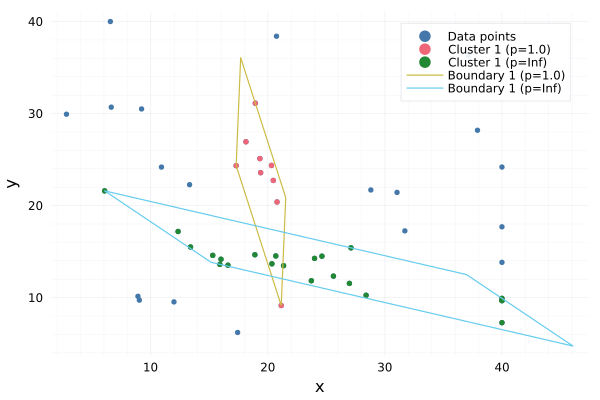 40
30
20
10
y
10
20
30
40
x
Data points
Cluster 1 (p=1.0)
Cluster 1 (p=Inf)
Boundary 1 (p=1.0)
Boundary 1 (p=Inf)